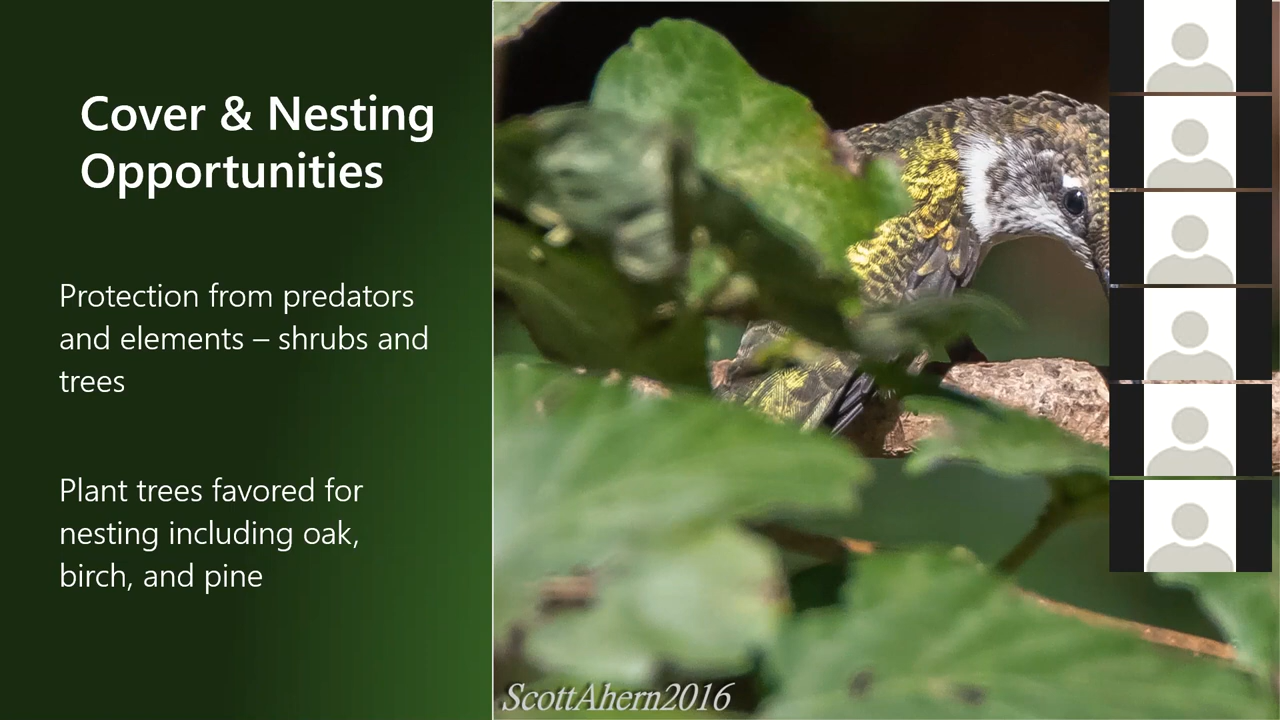 Cover & Nesting
Opportunities
Protection from predators
and elements – shrubs and
trees
Plant trees favored for
nesting including oak,
birch, and pine
ScottAhern2016